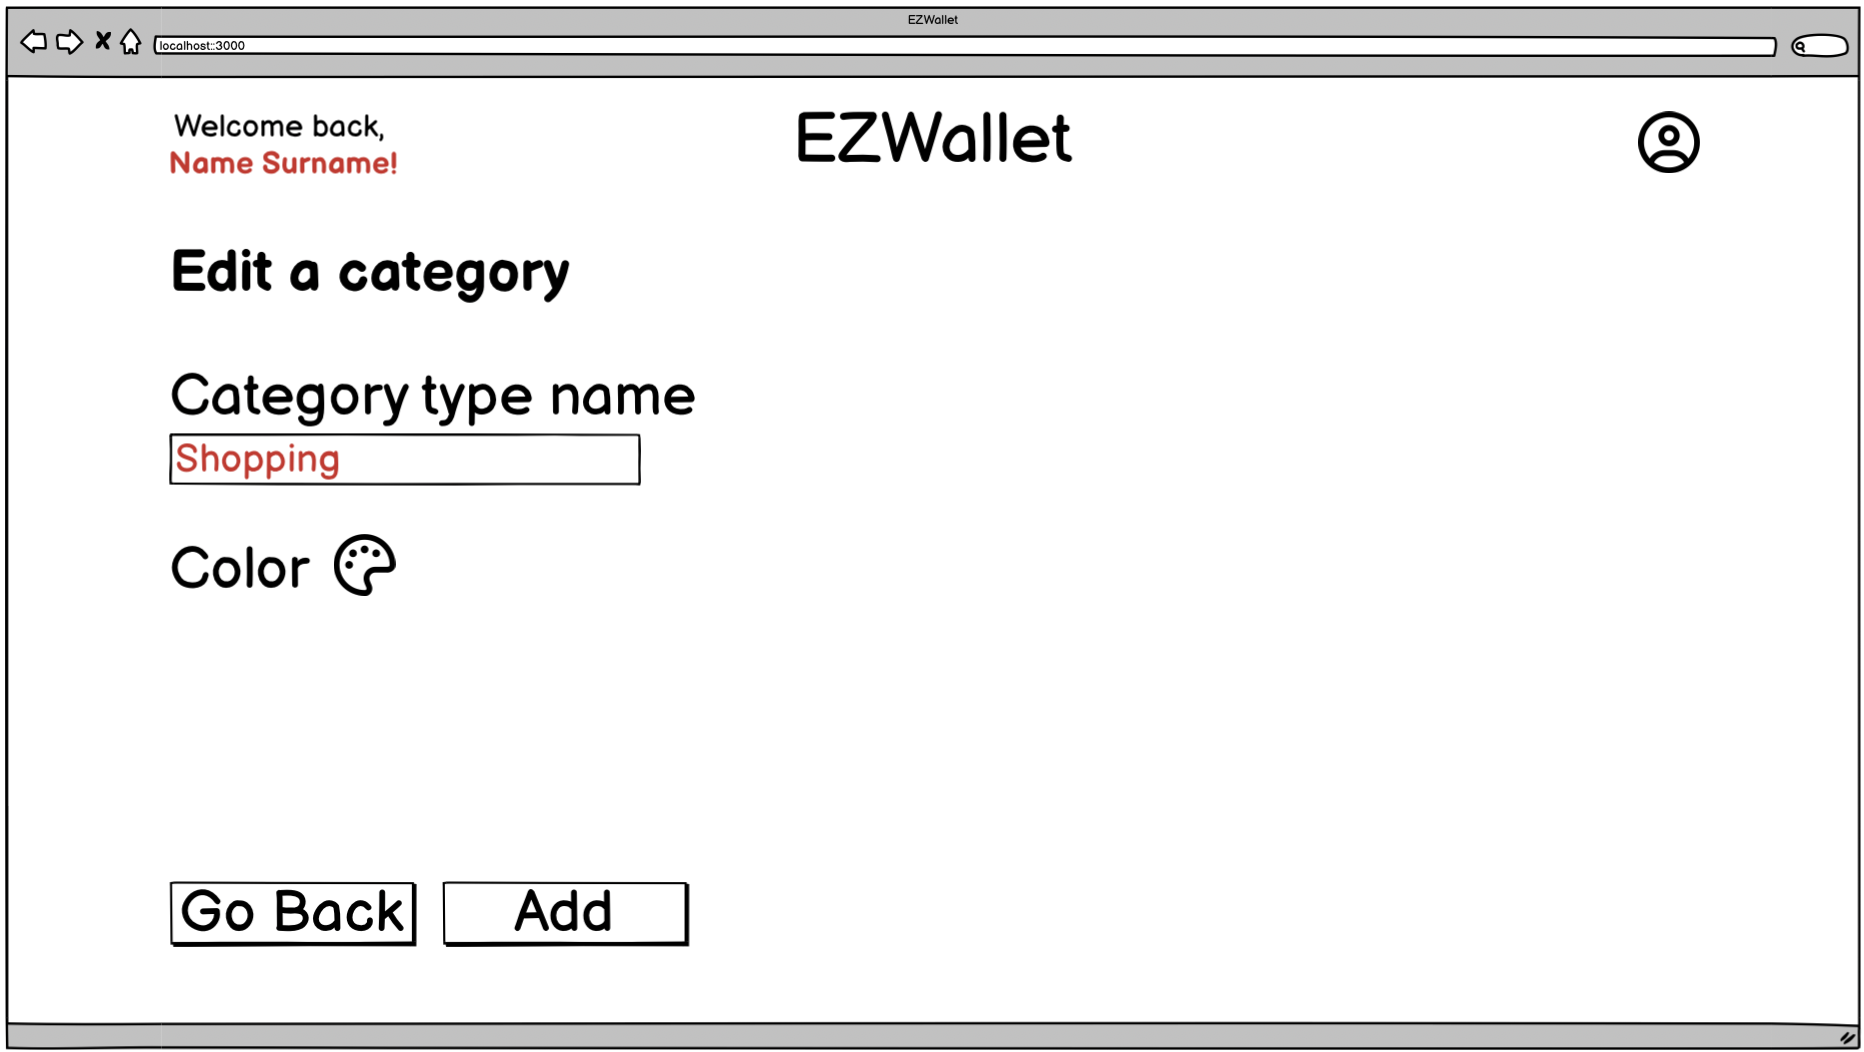 EZWallet
localhost::3000
Welcome back,
Name Surname!
EZWallet
Edit a category
Category type name
Shopping
Color
Go Back
Add